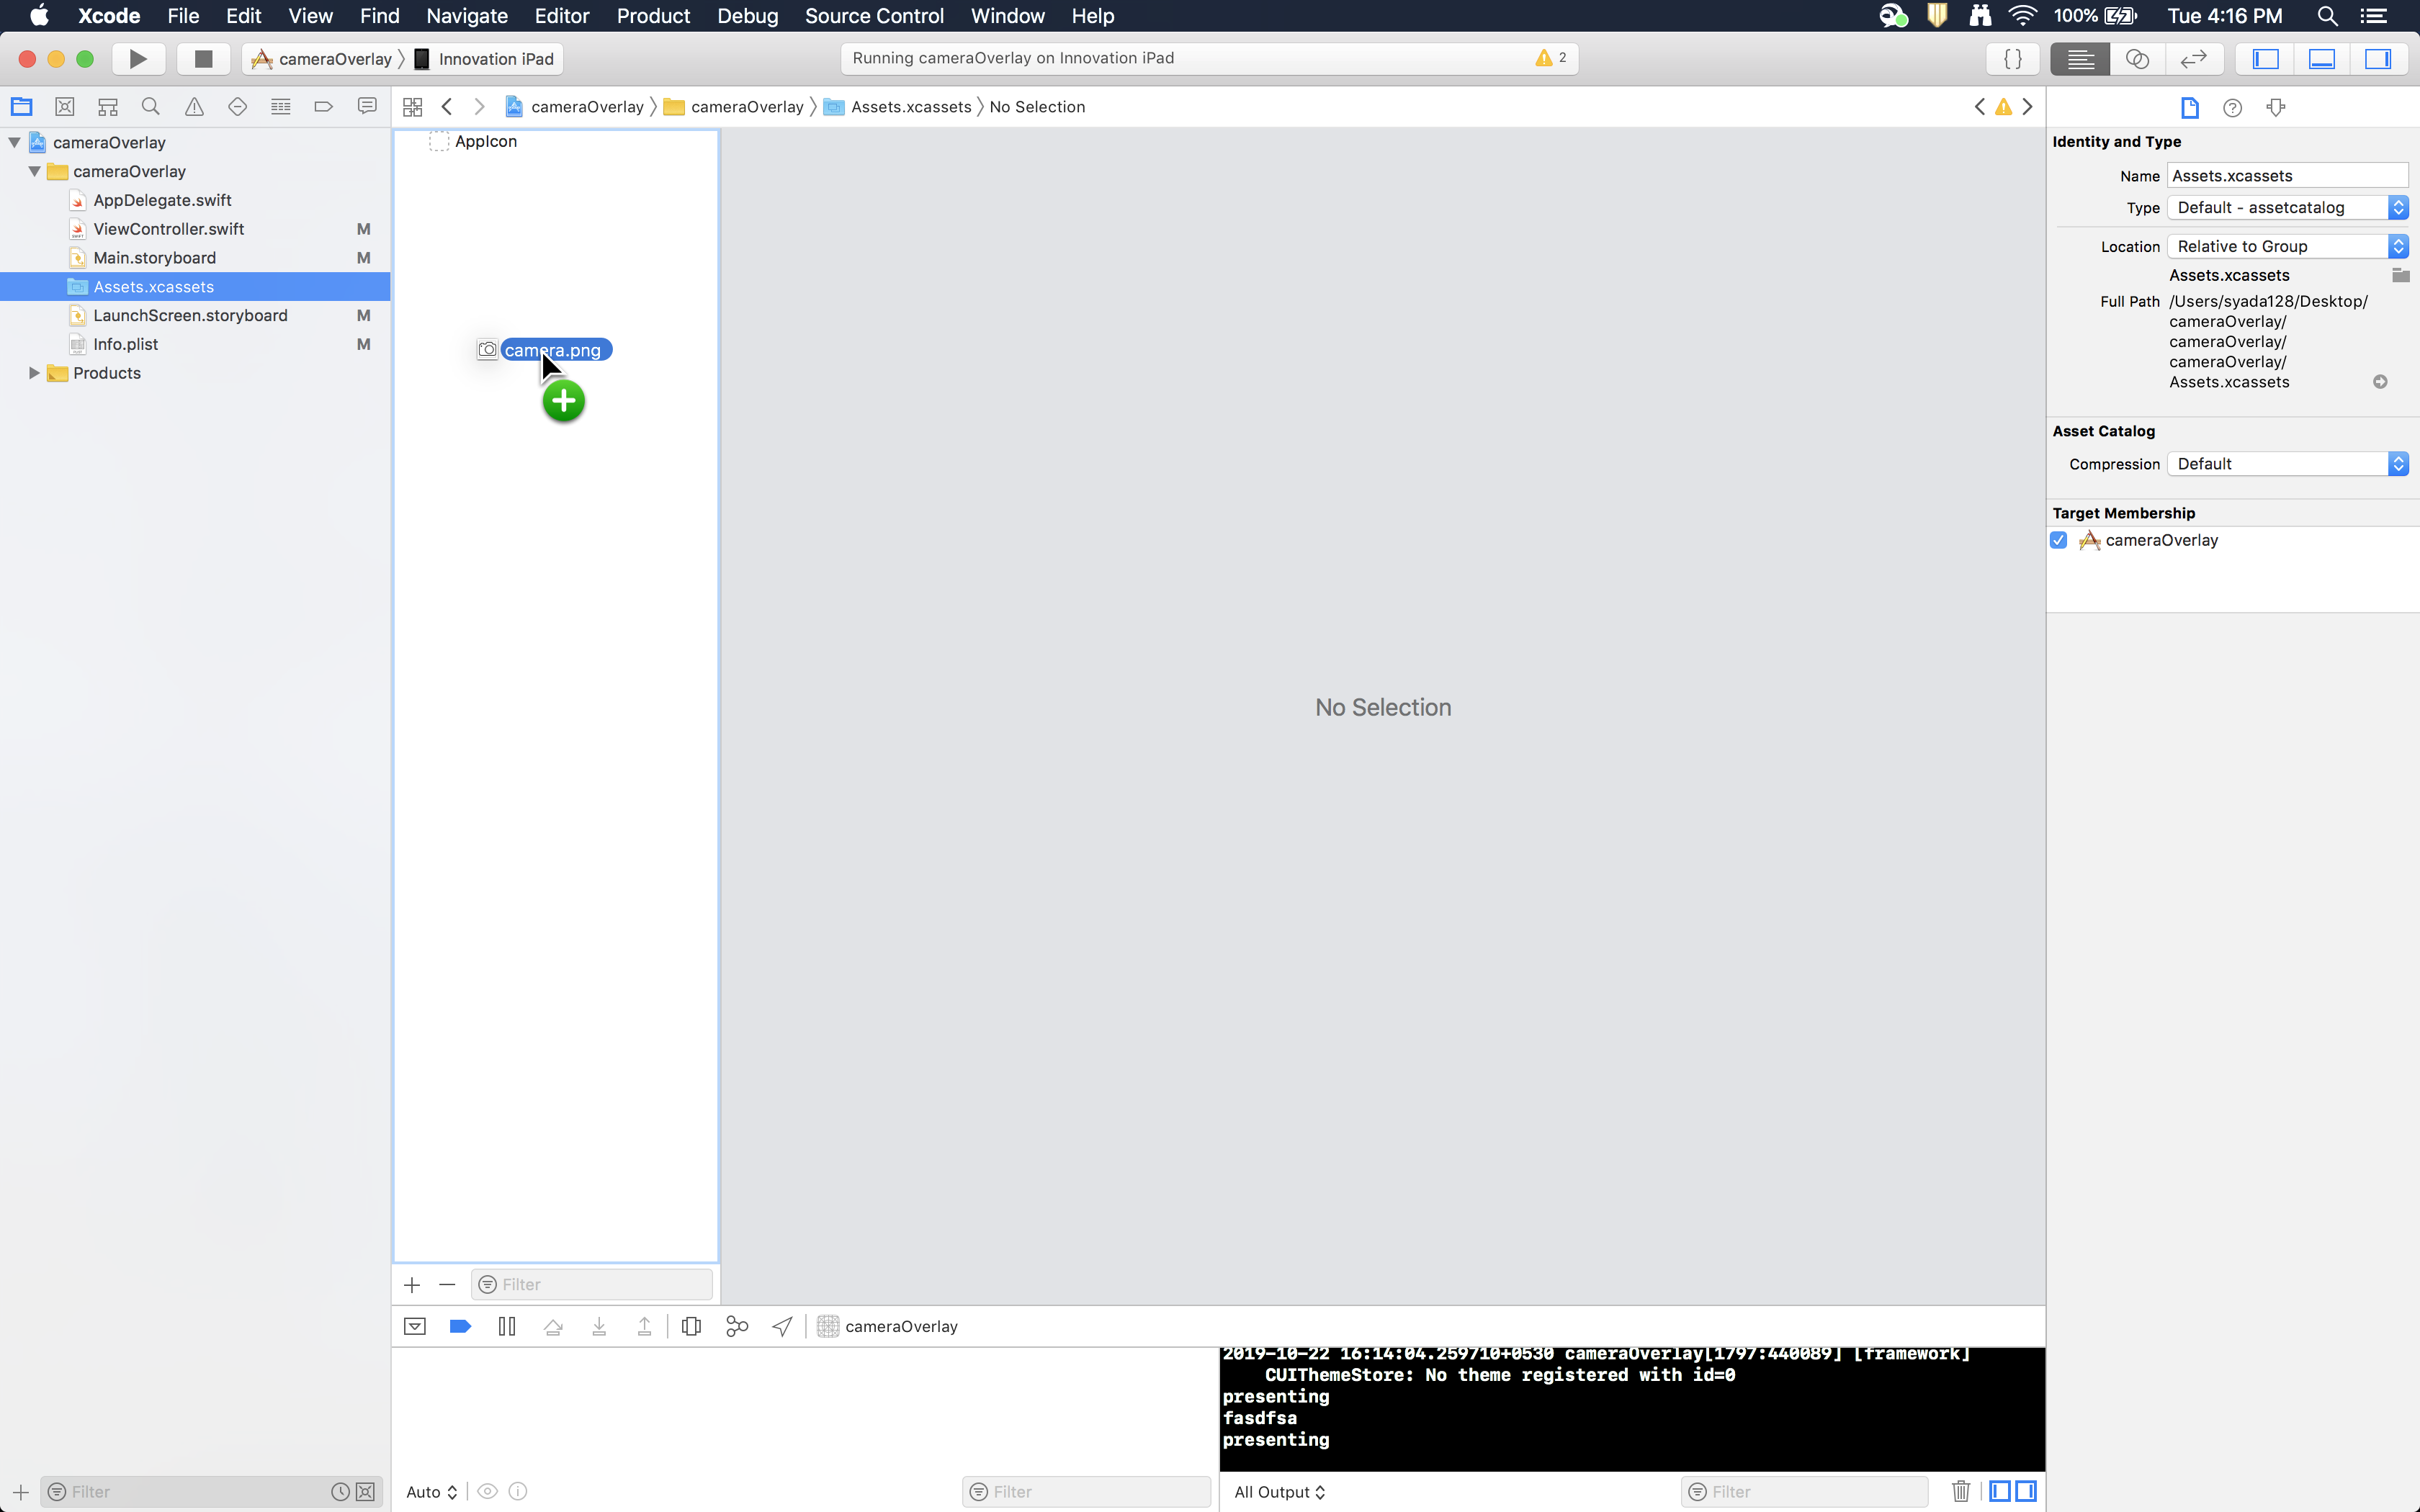 Xcode File Edit View Find Navigate Editor Product Debug Source Control Window Help 100% Tue 4:16 PM
cameraOverlay Innovation iPad Running cameraOverlay on Innovation iPad 2 {}
cameraOverlay cameraOverlay Assets.xcassets No Selection
cameraOverlay
cameraOverlay
AppDelegate.swift
ViewController.swift M
Main.storyboard M
Assets.xcassets
LaunchScreen.storyboard M
Info.plist M
Products
Filter
AppIcon
camera.png
Filter
No Selection
Identity and Type
Name Assets.xcassets
Type Default - assetcatalog
Location Relative to Group
Assets.xcassets
Full Path /Users/syada128/Desktop/
cameraOverlay/
cameraOverlay/
cameraOverlay/
Assets.xcassets
Asset Catalog
Compression Default
Target Membership
cameraOverlay
cameraOverlay
2019-10-22 16:14:04.259710+0530 cameraOverlay[1797:440089] [framework]
CUIThemeStore: No theme registered with id=0
presenting
fasdfsa
presenting
Auto Filter All Output Filter